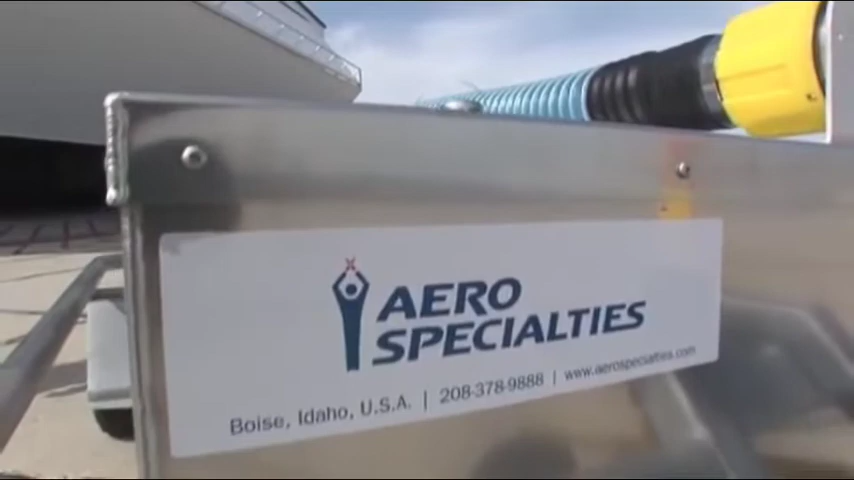 AERO
SPECIALTIES
Boise, Idaho, U.S.A. | 208-378-9888 | www.aerospecialties.com